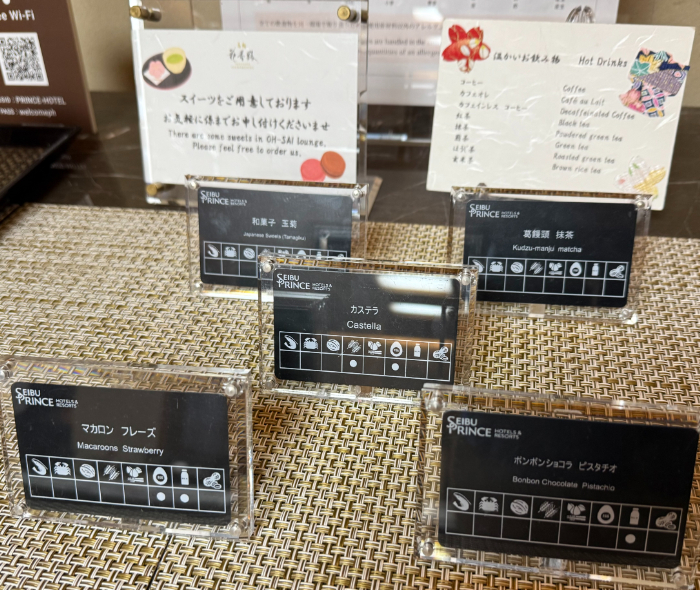 ee Wi-Fi
: PRINCE-HOTEL
: welcomeph
スイーツをご用意しております
お気軽に係までお申し付けくださいませ
There are some sweets in OH-SAI lounge.
Please feel free to order us.
温かいお飲み物 Hot Drinks
コーヒー Coffee
カフェオレ Café au Lait
カフェインレス コーヒー Decaffeinated Coffee
紅茶 Black tea
抹茶 Powdered green tea
煎茶 Green tea
ほうじ茶 Roasted green tea
玄米茶 Brown rice tea
SEIBU
PRINCE HOTELS &
RESORTS
和菓子 玉菊
Japanese Sweets (Tamagiku)
SEIBU
PRINCE HOTELS &
RESORTS
葛饅頭 抹茶
Kudzu-manju matcha
SEIBU
PRINCE HOTELS &
RESORTS
カステラ
Castella
SEIBU
PRINCE HOTELS &
RESORTS
マカロン フレーズ
Macaroons Strawberry
SEIBU
PRINCE HOTELS &
RESORTS
ボンボンショコラ ピスタチオ
Bonbon Chocolate Pistachio